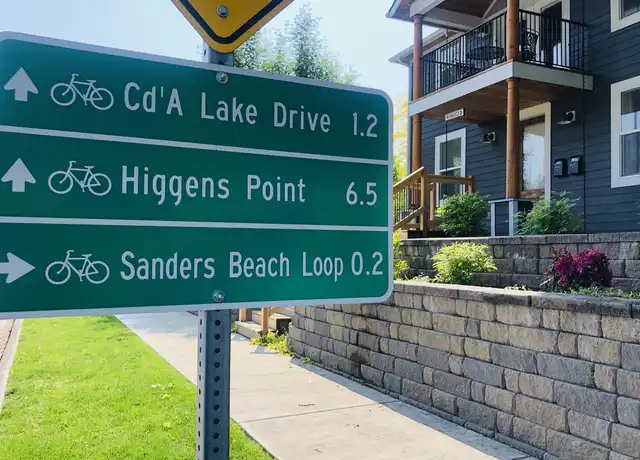 Cd'A Lake Drive 1.2
Higgens Point 6.5
Sanders Beach Loop 0.2